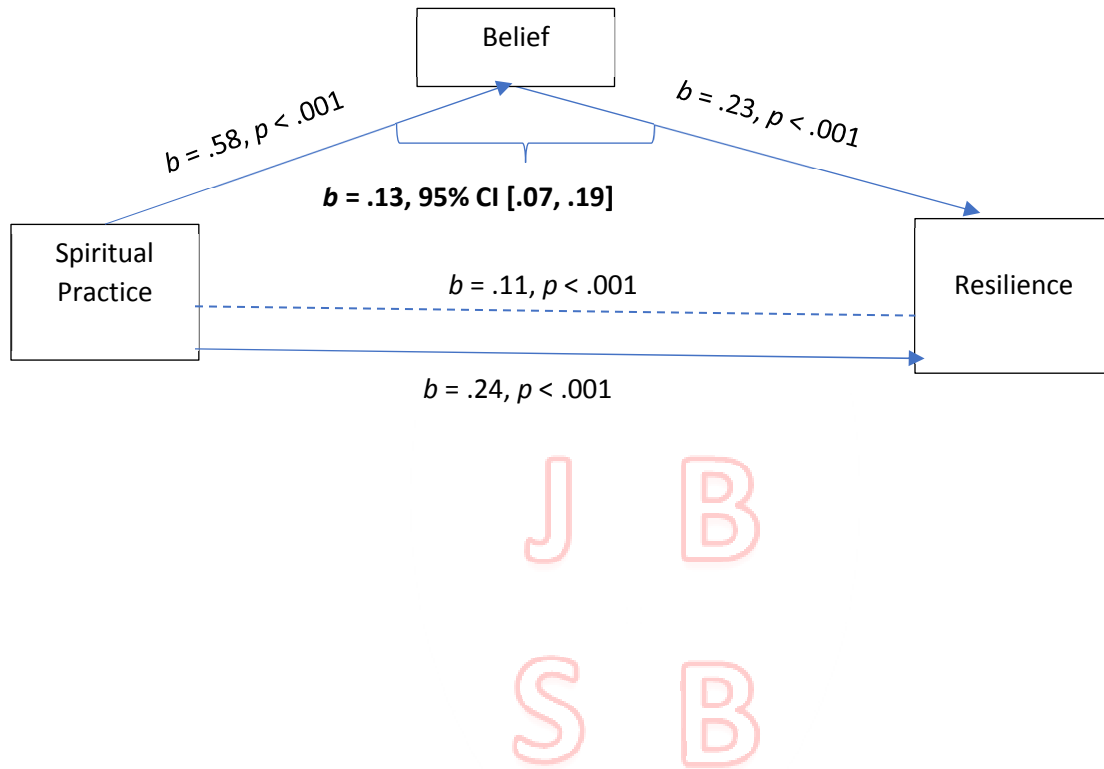 Belief
b = .58, p < .001
b = .23, p < .001
b = .13, 95% CI [.07, .19]
Spiritual
Practice
b = .11, p < .001
Resilience
b = .24, p < .001
J B
S B